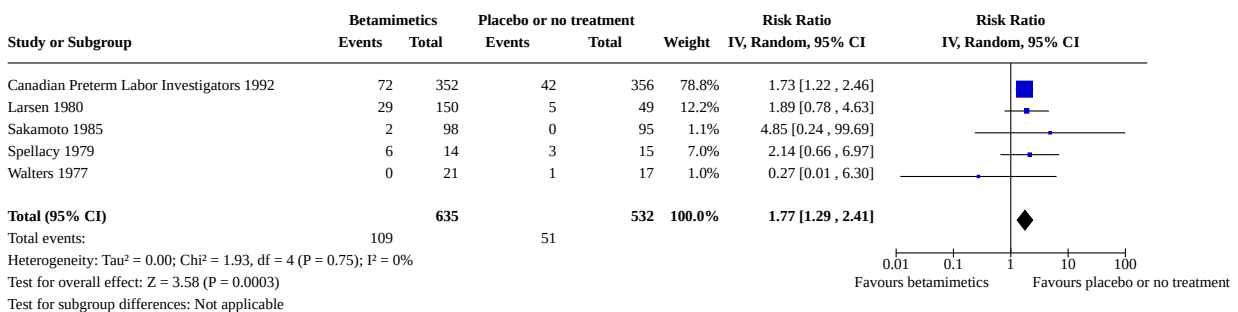 Betamimetics Placebo or no treatment Risk Ratio Risk Ratio
Study or Subgroup Events Total Events Total Weight IV, Random, 95% CI IV, Random, 95% CI
Canadian Preterm Labor Investigators 1992 72 352 42 356 78.8% 1.73 [1.22 , 2.46]
Larsen 1980 29 150 5 49 12.2% 1.89 [0.78 , 4.63]
Sakamoto 1985 2 98 0 95 1.1% 4.85 [0.24 , 99.69]
Spellacy 1979 6 14 3 15 7.0% 2.14 [0.66 , 6.97]
Walters 1977 0 21 1 17 1.0% 0.27 [0.01 , 6.30]
Total (95% CI) 635 532 100.0% 1.77 [1.29 , 2.41]
Total events: 109 51
Heterogeneity: Tau² = 0.00; Chi² = 1.93, df = 4 (P = 0.75); I² = 0%
0.01 0.1 1 10 100
Test for overall effect: Z = 3.58 (P = 0.0003) Favours betamimetics Favours placebo or no treatment
Test for subgroup differences: Not applicable